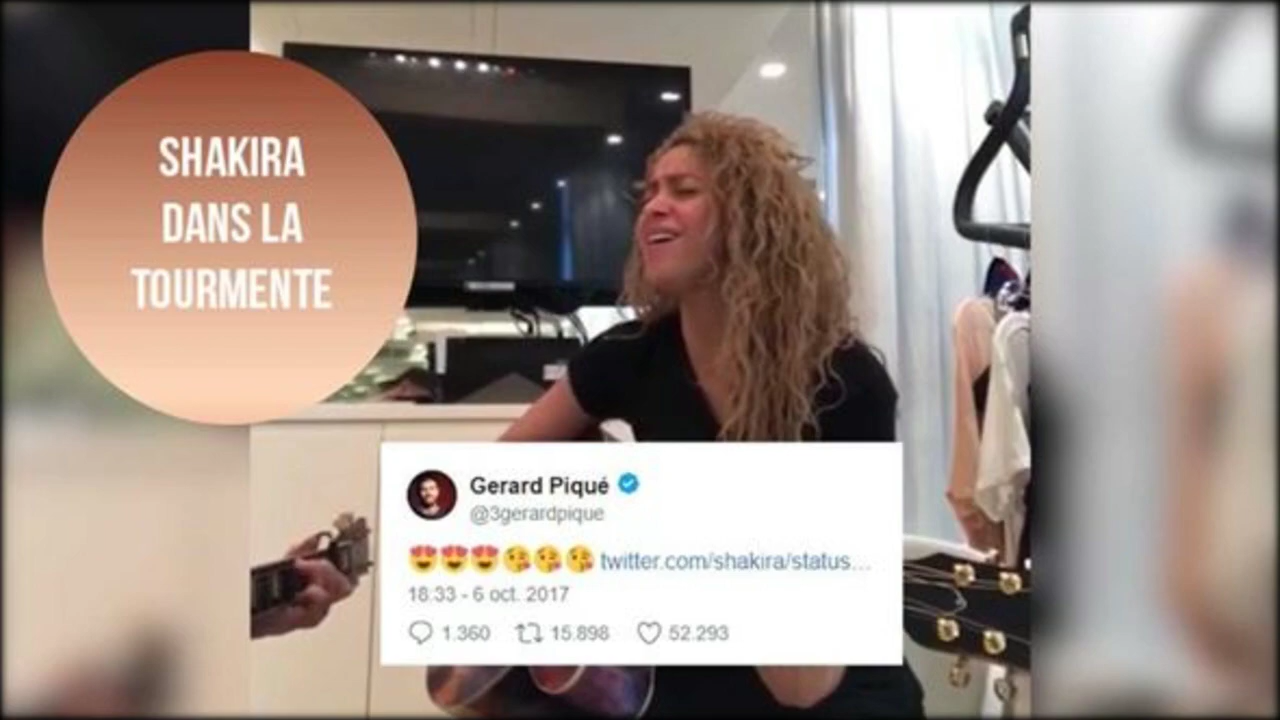 SHAKIRA
DANS LA
TOURMENTE
Gerard Piqué
@3gerardpique
😍😍😍😘😘😘 twitter.com/shakira/status…
18:33 - 6 oct. 2017
1.360 15.898 52.293